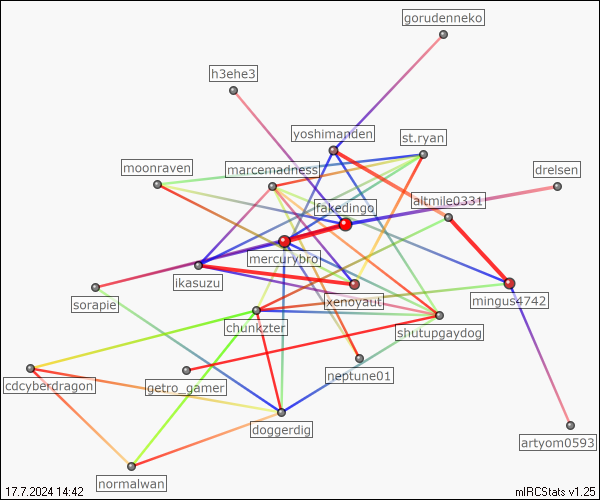 gorudenneko
h3ehe3
yoshimanden
st.ryan
moonraven
marcemadness
drelsen
altmile0331
fakedingo
mercurybro
ikasuzu
xenoyaut
mingus4742
sorapie
chunkzter
shutupgaydog
neptune01
cdcyberdragon
getro_gamer
doggerdig
artyom0593
normalwan
17.7.2024 14:42
mIRCStats v1.25